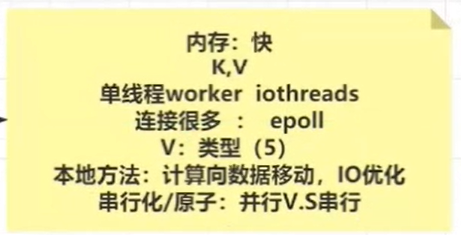 内存：快
K,V
单线程worker iothreads
连接很多 ： epoll
V：类型（5）
本地方法：计算向数据移动，IO优化
串行化/原子：并行V.S串行